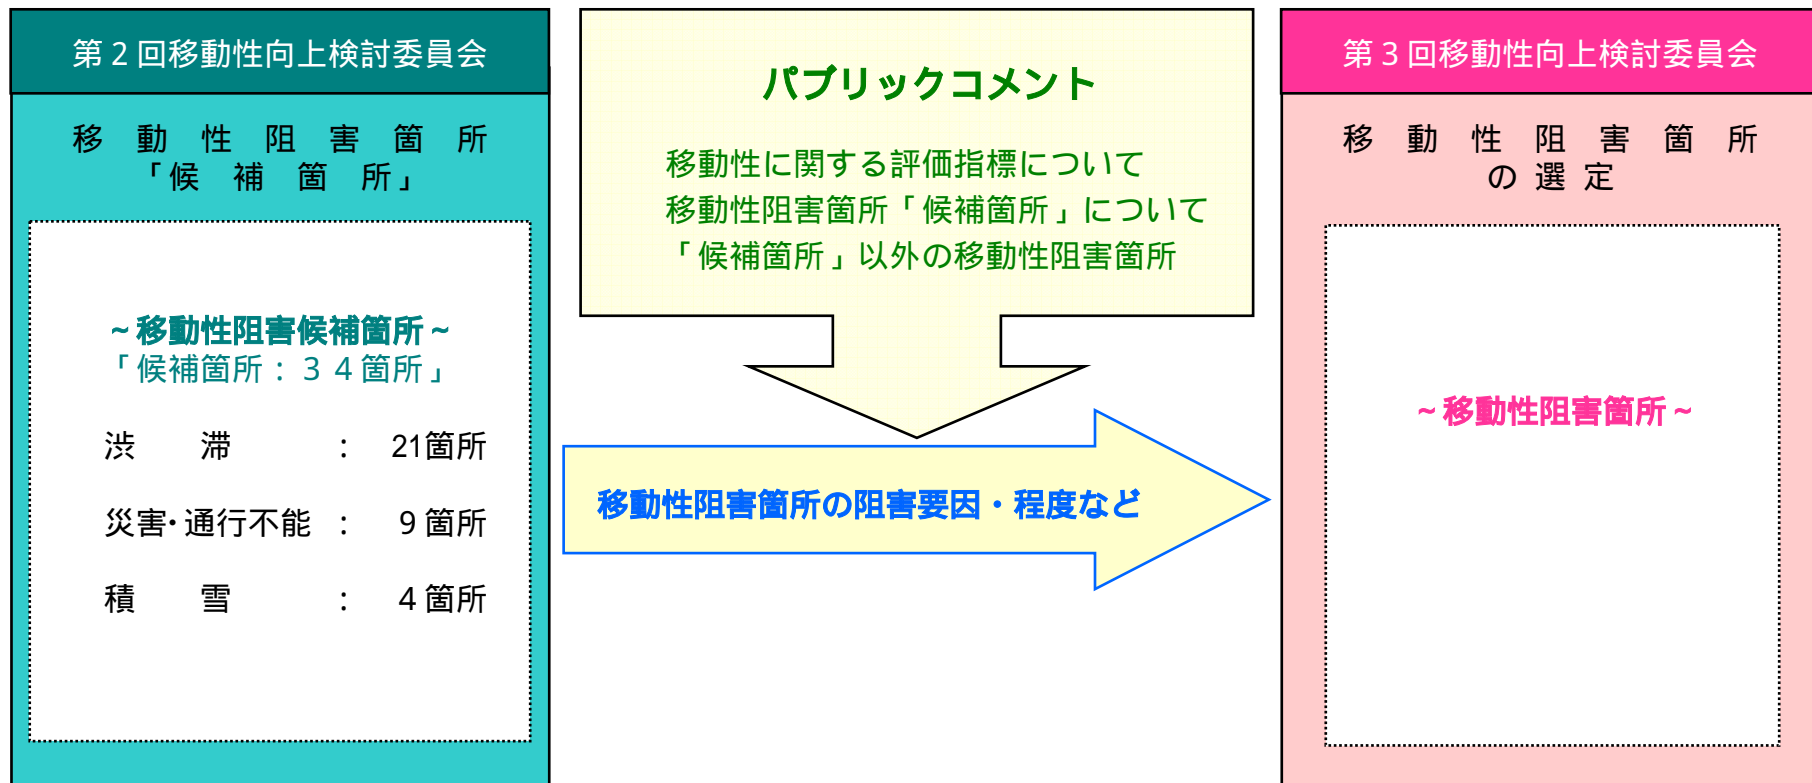 第２回移動性向上検討委員会
移動性阻害箇所
「候補箇所」
~移動性阻害候補箇所~
「候補箇所：３４箇所」
渋滞：21箇所
災害・通行不能：９箇所
積雪：４箇所
パブリックコメント
移動性に関する評価指標について
移動性阻害箇所「候補箇所」について
「候補箇所」以外の移動性阻害箇所
移動性阻害箇所の阻害要因・程度など
第３回移動性向上検討委員会
移動性阻害箇所
の選定
~移動性阻害箇所~